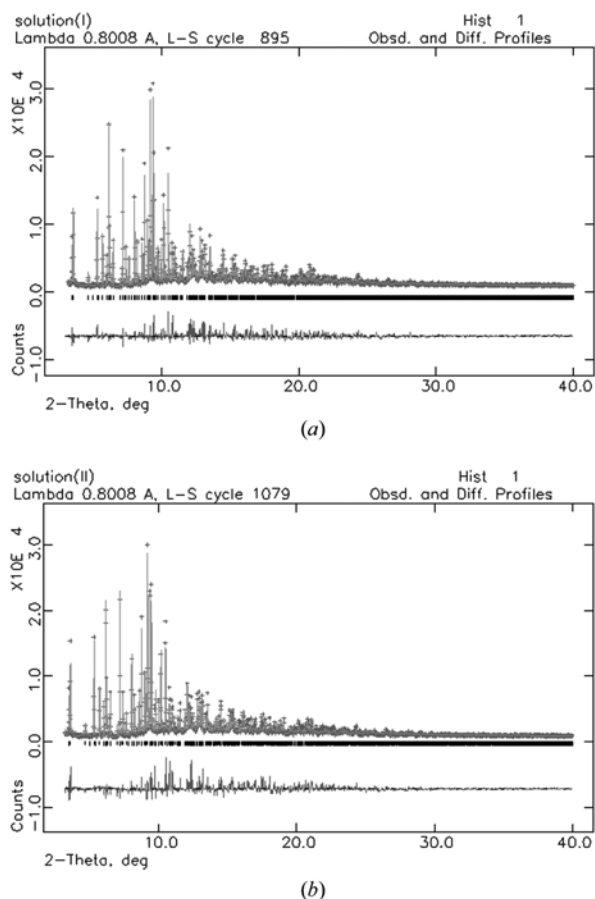 solution(I) Hist 1
Lambda 0.8008 A, L-S cycle 895 Obsd. and Diff. Profiles
X10E 4
3.0
2.0
1.0
0.0
-1.0
Counts
10.0 20.0 30.0 40.0
2-Theta, deg
(a)
solution(II) Hist 1
Lambda 0.8008 A, L-S cycle 1079 Obsd. and Diff. Profiles
X10E 4
3.0
2.0
1.0
0.0
-1.0
Counts
10.0 20.0 30.0 40.0
2-Theta, deg
(b)